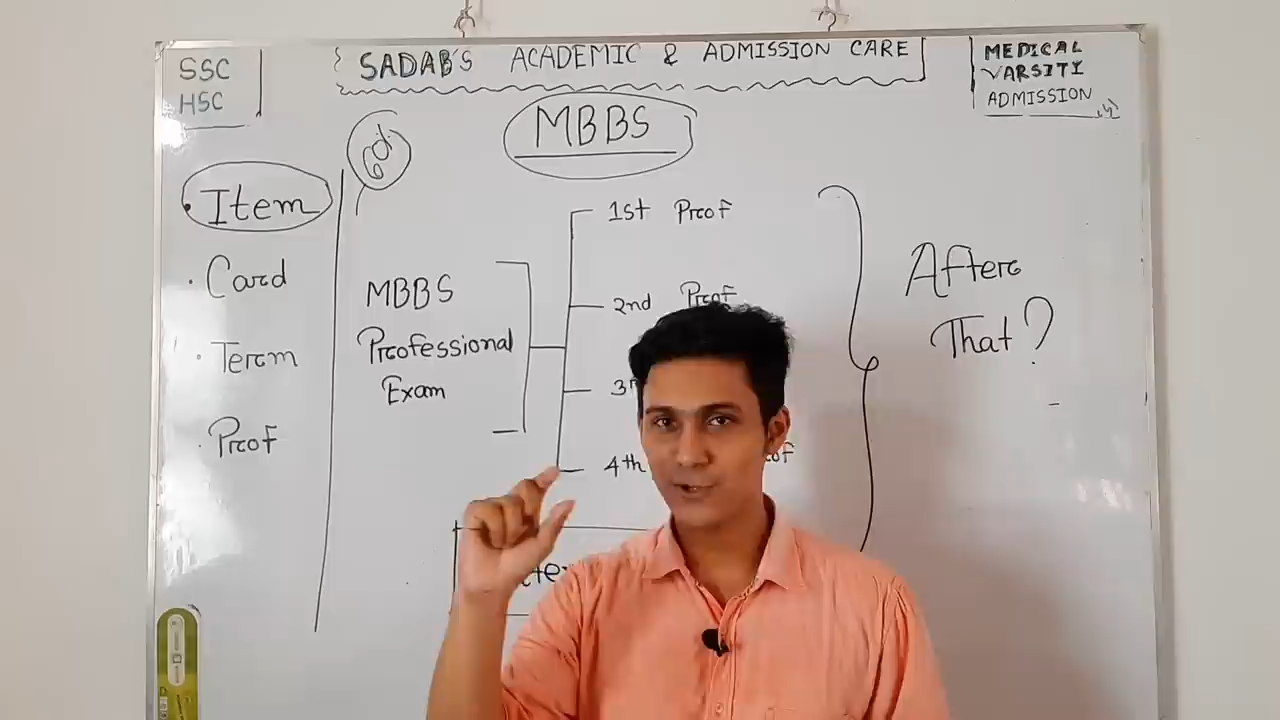 SSC
HSC
SADAB'S ACADEMIC & ADMISSION CARE
MEDICAL
VARSITY
ADMISSION
MBBS
Item
Card
Term
Prof
MBBS
Professional
Exam
1st Prof
2nd Prof
4th
After
That?